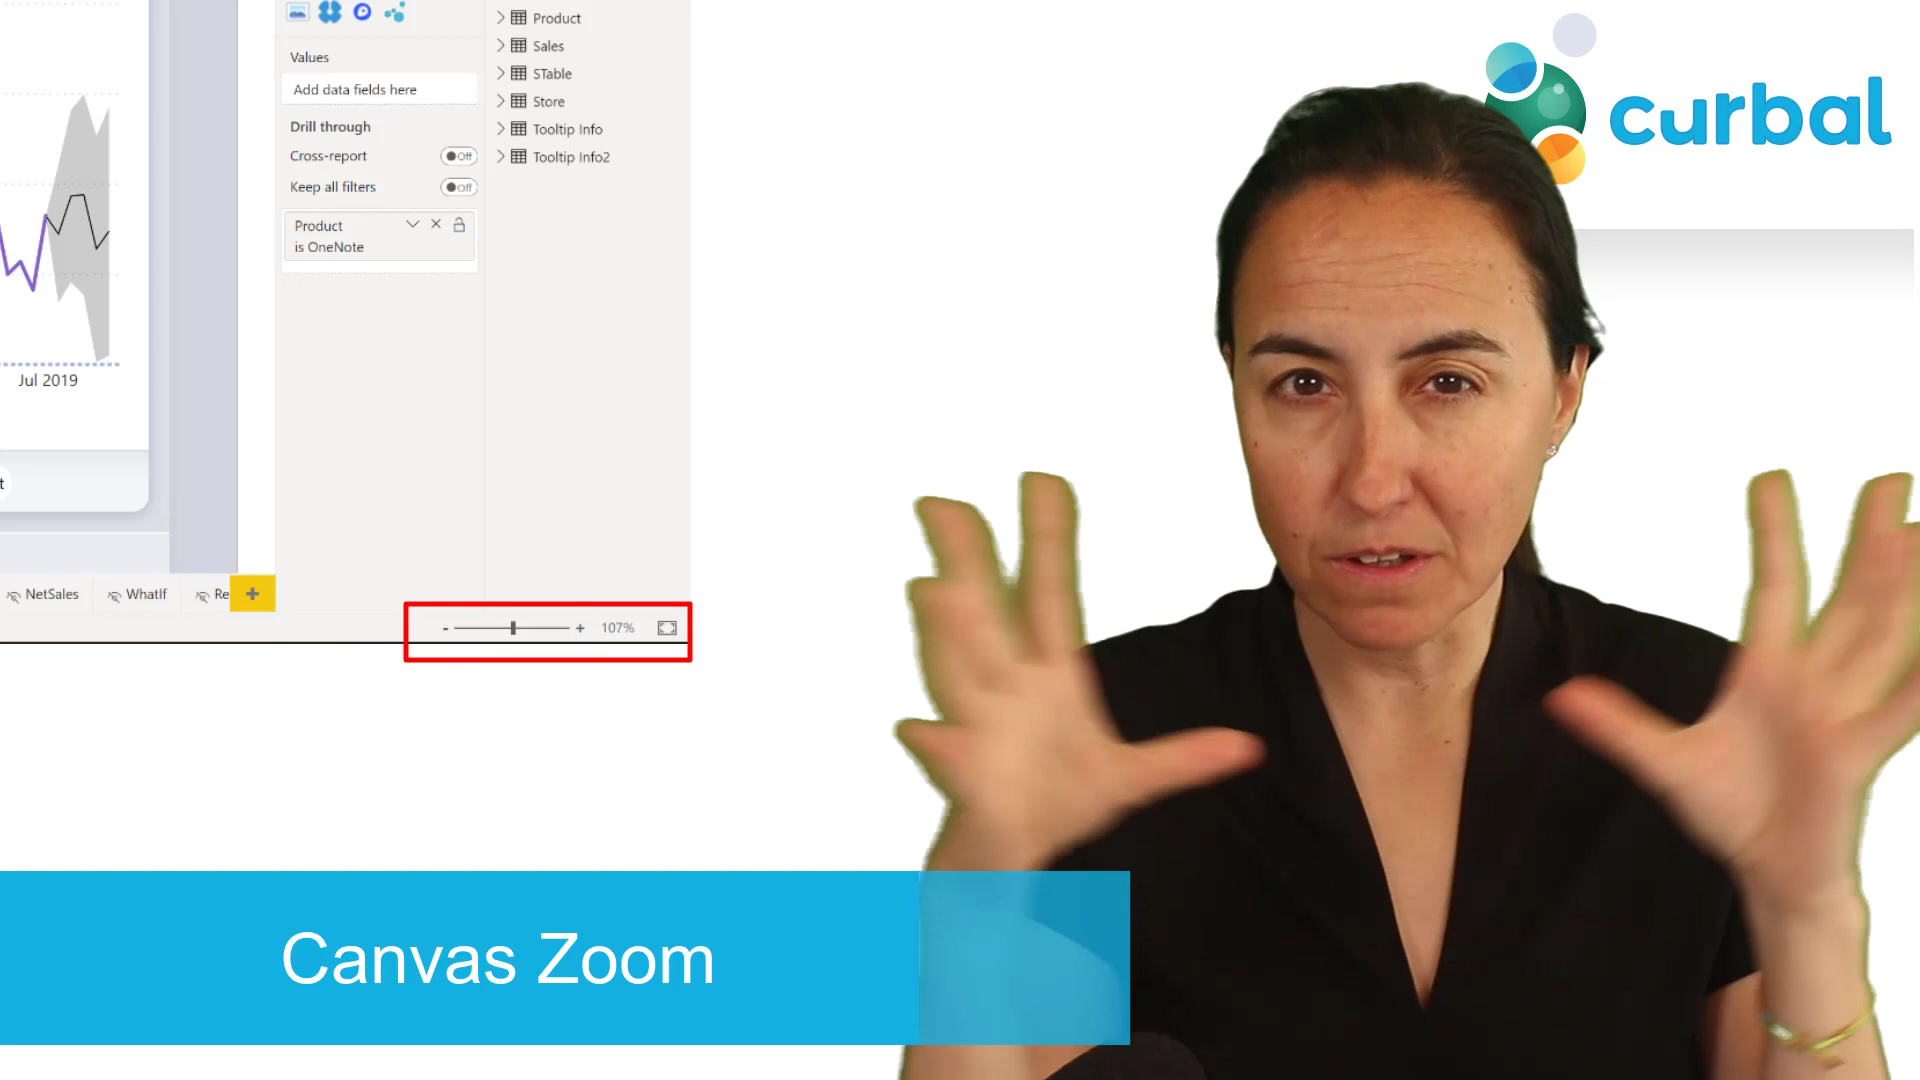 Values
Add data fields here
Drill through
Cross-report
Off
Keep all filters
Off
Product
is OneNote
Product
Sales
STable
Store
Tooltip Info
Tooltip Info2
Jul 2019
t
NetSales
WhatIf
Re
+
- + 107%
curbal
Canvas Zoom